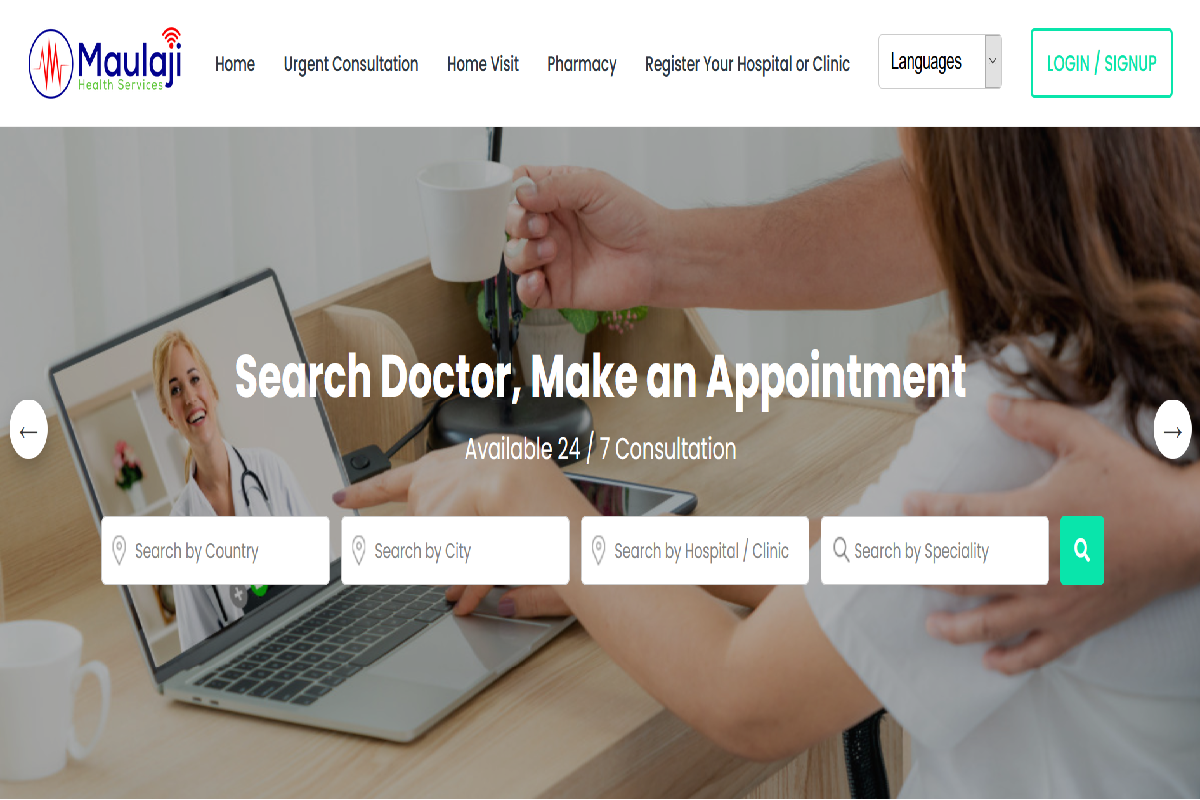 Maulaji
Health Services
Home
Urgent Consultation
Home Visit
Pharmacy
Register Your Hospital or Clinic
Languages
LOGIN / SIGNUP
Search Doctor, Make an Appointment
Available 24 / 7 Consultation
Search by Country
Search by City
Search by Hospital / Clinic
Search by Speciality